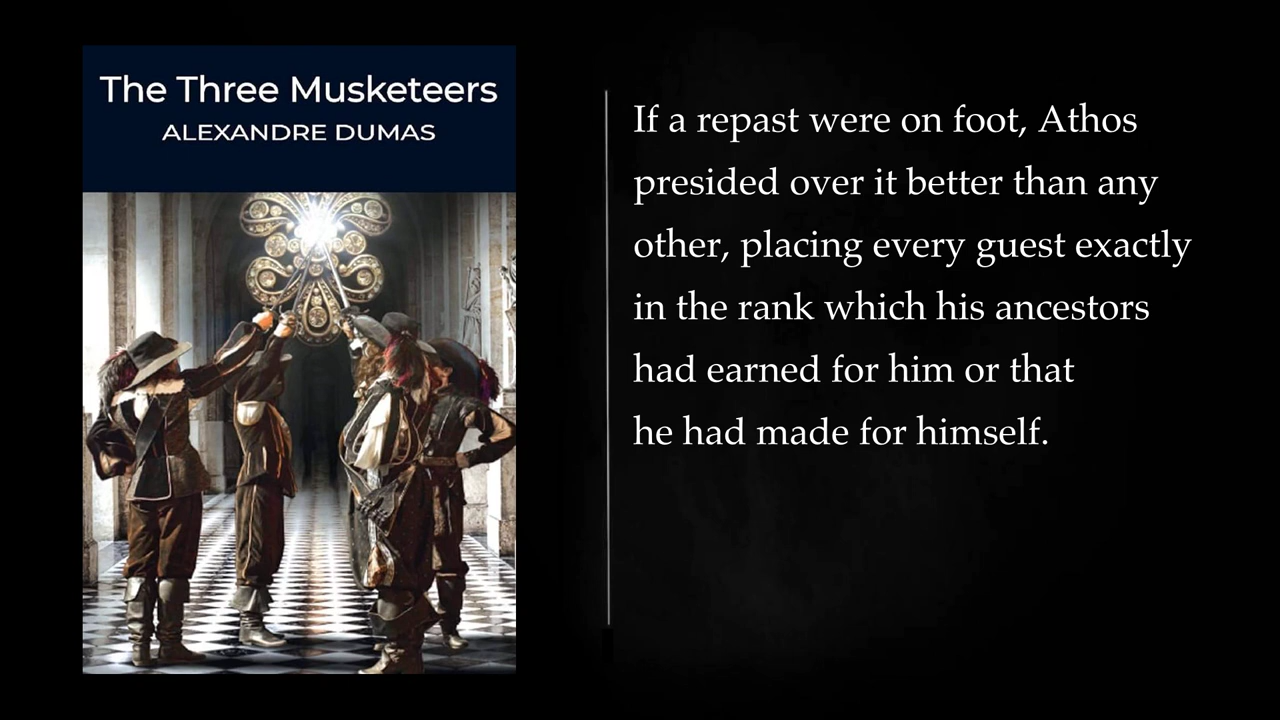 The Three Musketeers
ALEXANDRE DUMAS
If a repast were on foot, Athos
presided over it better than any
other, placing every guest exactly
in the rank which his ancestors
had earned for him or that
he had made for himself.